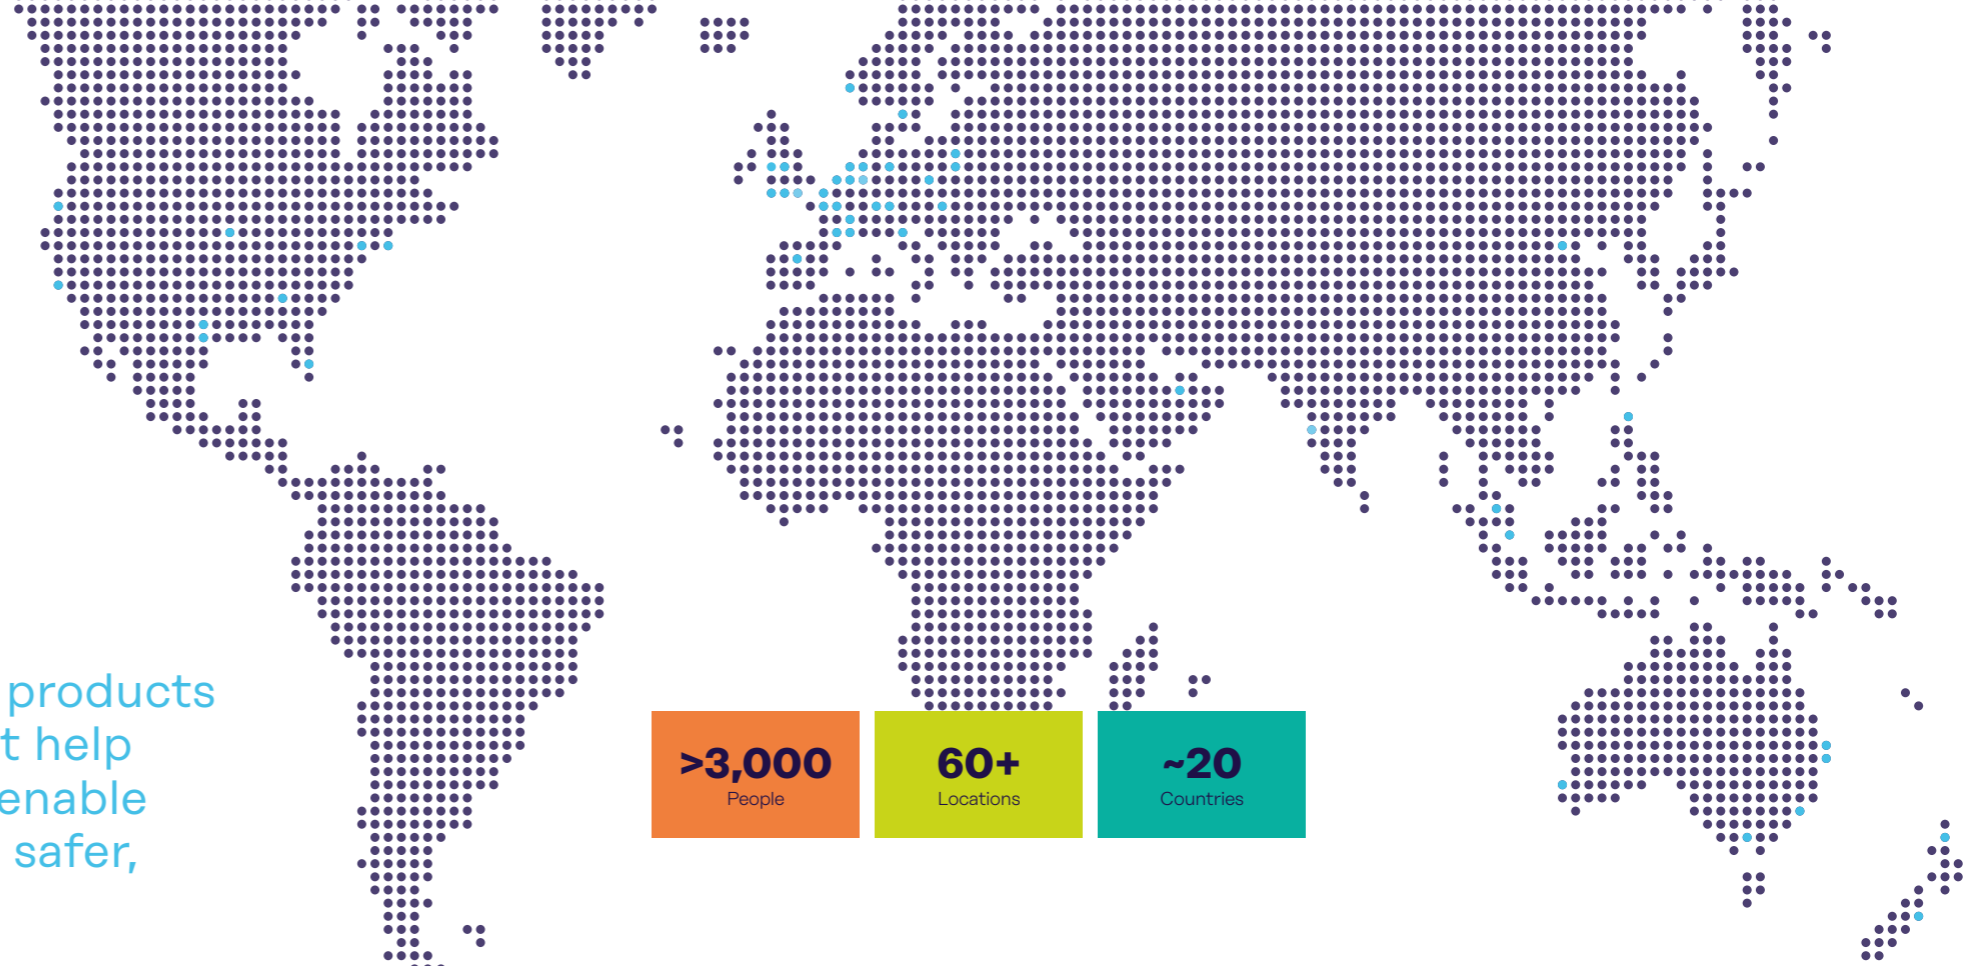 products
t help
enable
safer,
>3,000
People
60+
Locations
~20
Countries